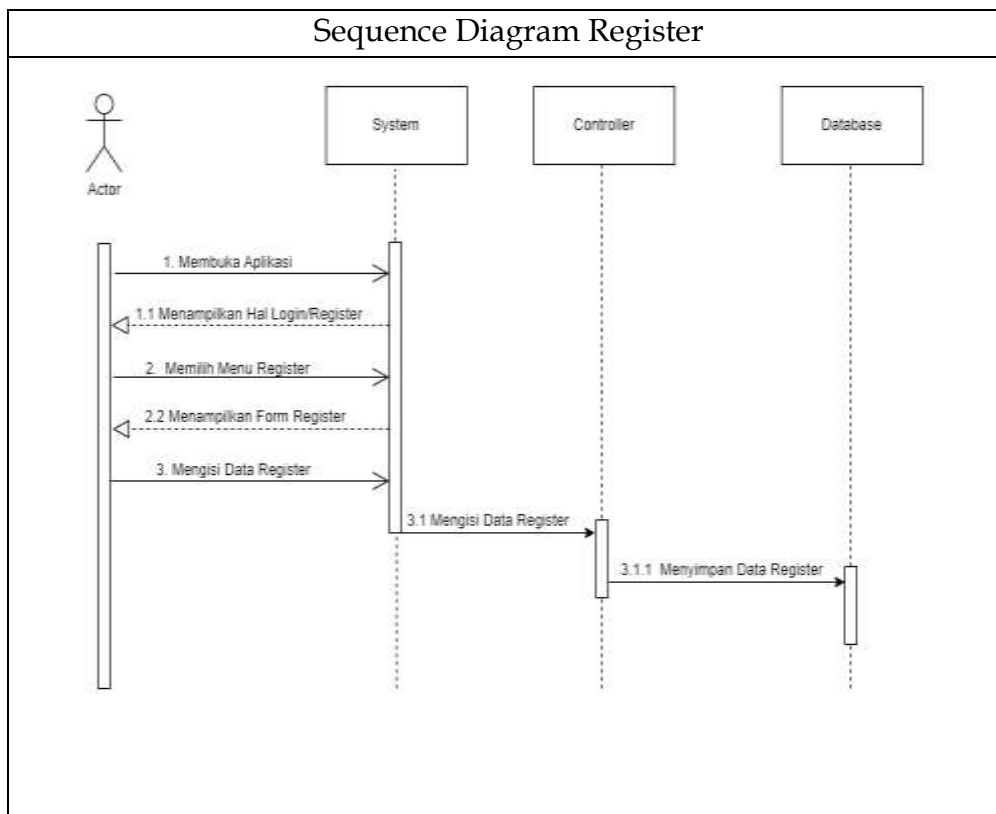 Sequence Diagram Register
System
Controller
Database
Actor
1. Membuka Aplikasi
1.1 Menampilkan Hal Login/Register
2. Memilih Menu Register
2.2 Menampilkan Form Register
3. Mengisi Data Register
3.1 Mengisi Data Register
3.1.1 Menyimpan Data Register